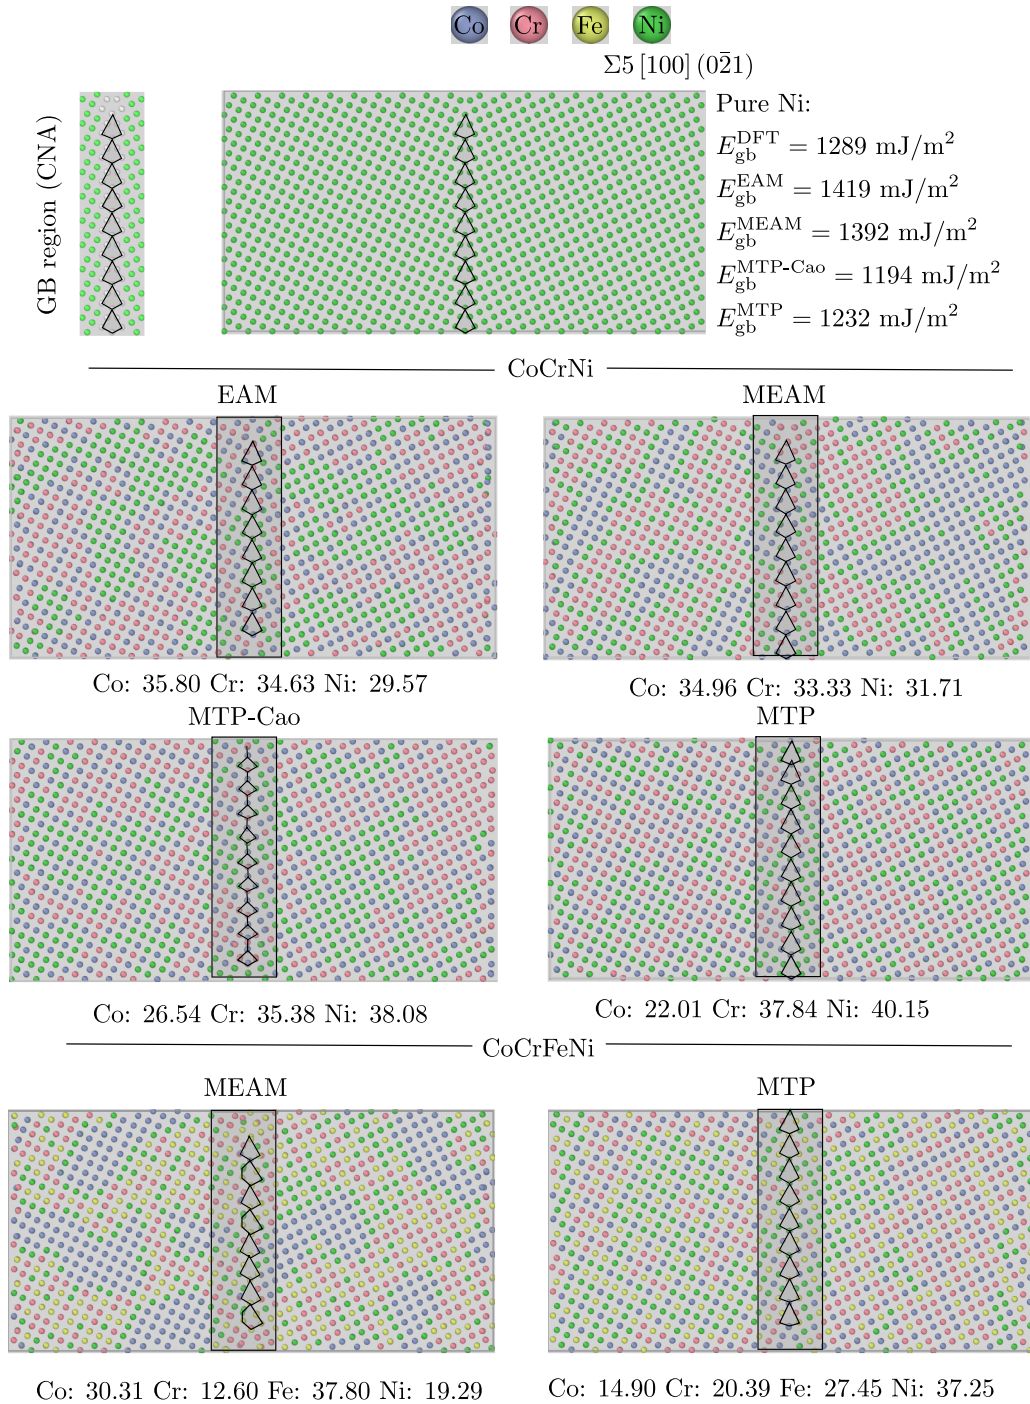 Co Cr Fe Ni
Σ5 [100] (02̄1)
GB region (CNA)
Pure Ni:
E_gb^DFT = 1289 mJ/m²
E_gb^EAM = 1419 mJ/m²
E_gb^MEAM = 1392 mJ/m²
E_gb^MTP-Cao = 1194 mJ/m²
E_gb^MTP = 1232 mJ/m²
CoCrNi
EAM
MEAM
Co: 35.80 Cr: 34.63 Ni: 29.57
Co: 34.96 Cr: 33.33 Ni: 31.71
MTP-Cao
MTP
Co: 26.54 Cr: 35.38 Ni: 38.08
Co: 22.01 Cr: 37.84 Ni: 40.15
CoCrFeNi
MEAM
MTP
Co: 30.31 Cr: 12.60 Fe: 37.80 Ni: 19.29
Co: 14.90 Cr: 20.39 Fe: 27.45 Ni: 37.25